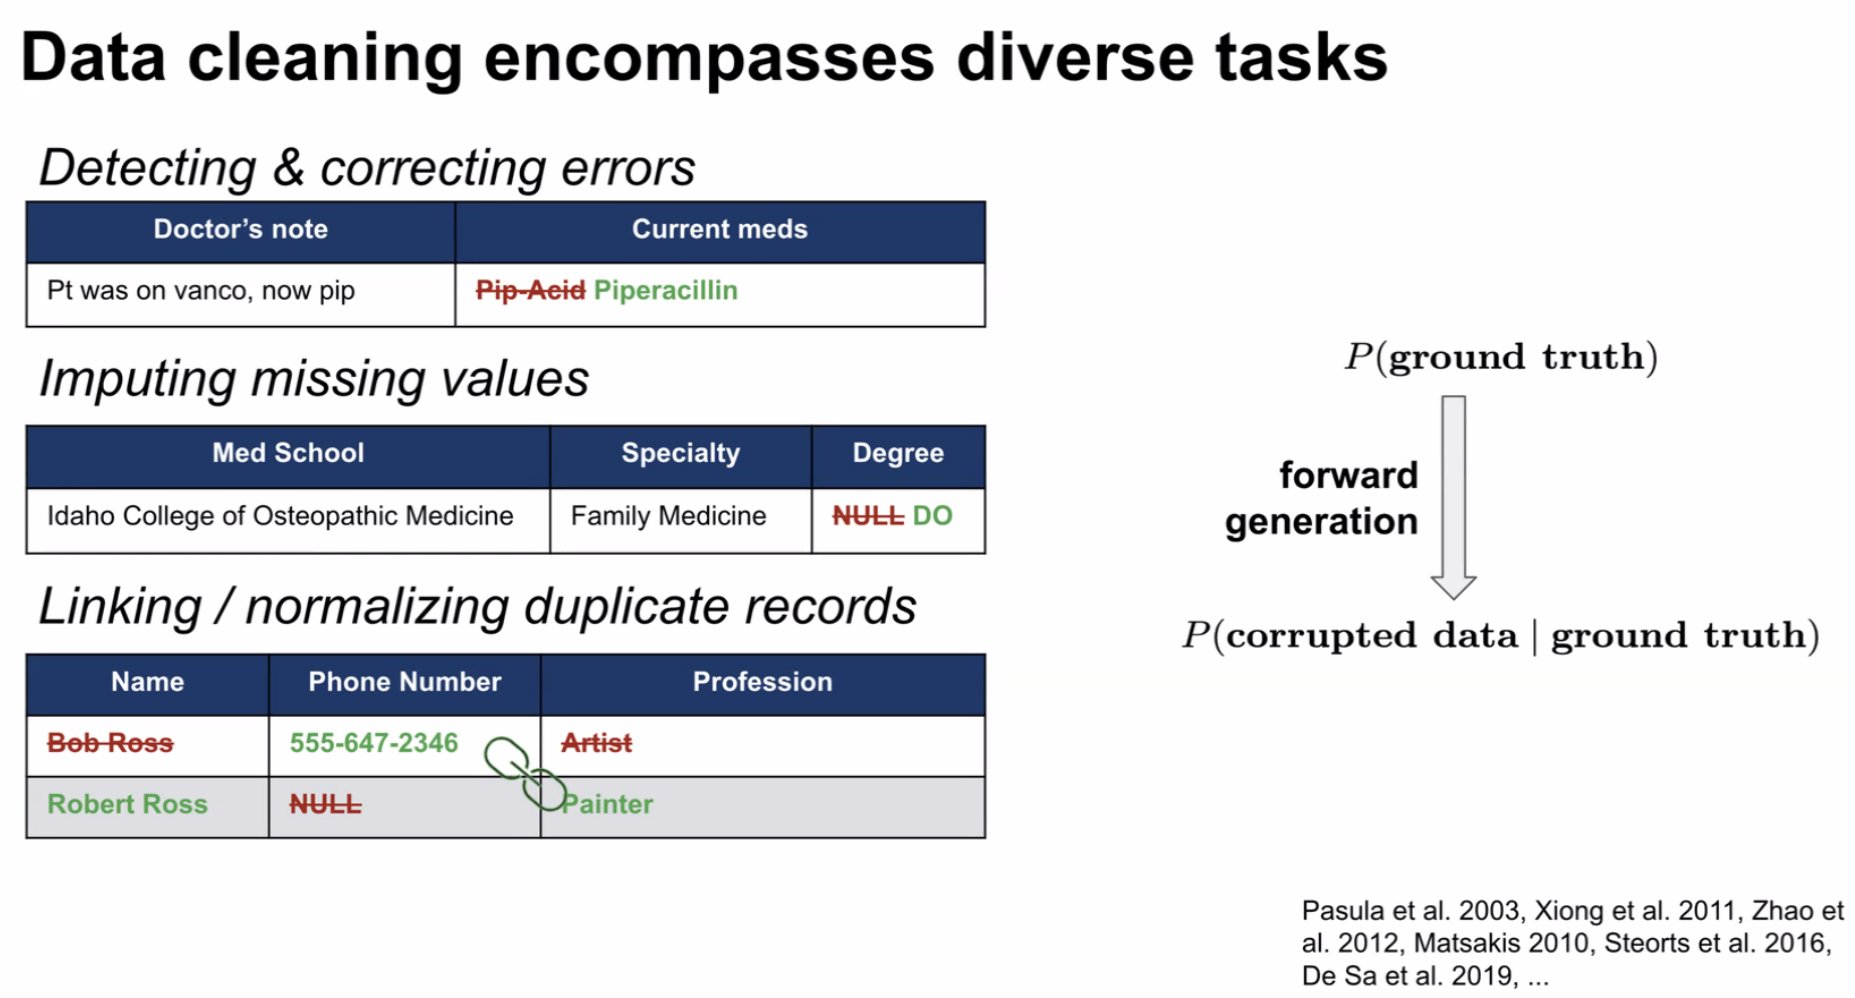 Data cleaning encompasses diverse tasks
Detecting & correcting errors
Doctor’s note Current meds
Pt was on vanco, now pip Pip-Acid Piperacillin
Imputing missing values
Med School Specialty Degree
Idaho College of Osteopathic Medicine Family Medicine NULL DO
Linking / normalizing duplicate records
Name Phone Number Profession
Bob Ross 555-647-2346 Artist
Robert Ross NULL Painter
P(ground truth)
forward
generation
P(corrupted data | ground truth)
Pasula et al. 2003, Xiong et al. 2011, Zhao et
al. 2012, Matsakis 2010, Steorts et al. 2016,
De Sa et al. 2019, ...